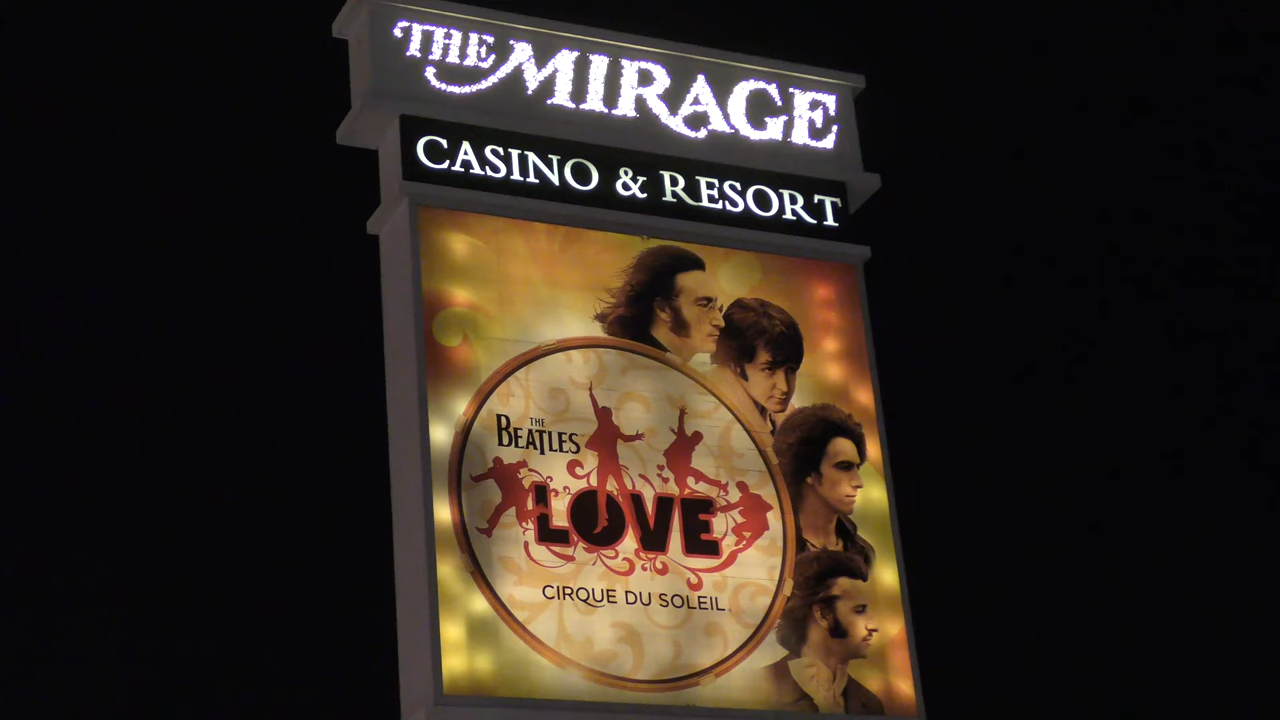 THE MIRAGE
CASINO & RESORT
THE
BEATLES
LOVE
CIRQUE DU SOLEIL